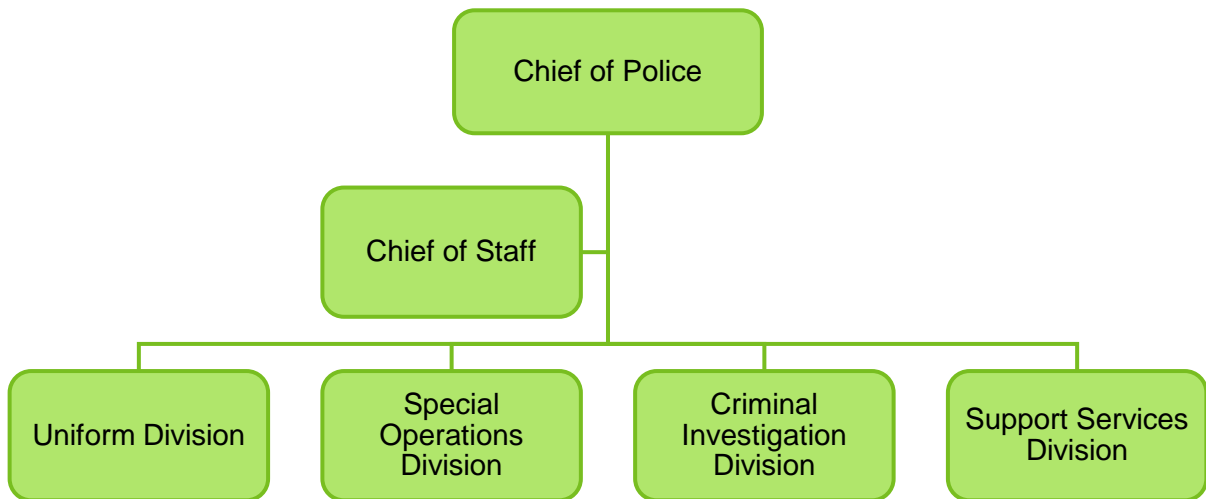 Chief of Police
Chief of Staff
Uniform Division
Special
Operations
Division
Criminal
Investigation
Division
Support Services
Division